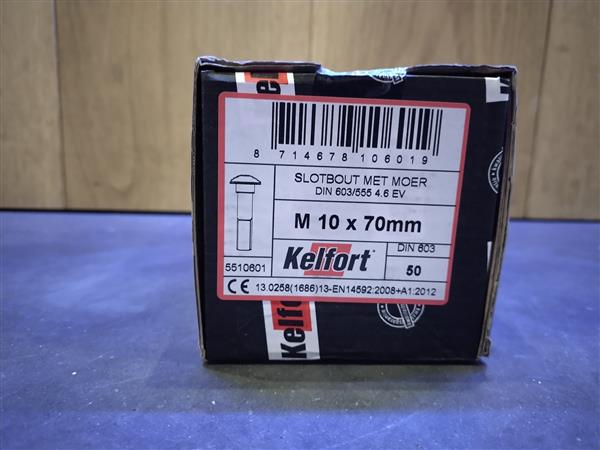 8 714678 106019
SLOTBOUT MET MOER
DIN 603/555 4.6 EV
M 10 x 70mm
Kelfort
DIN 603
50
5510601
CE 13.0258(1686)13-EN14592:2008+A1:2012
Kelfort